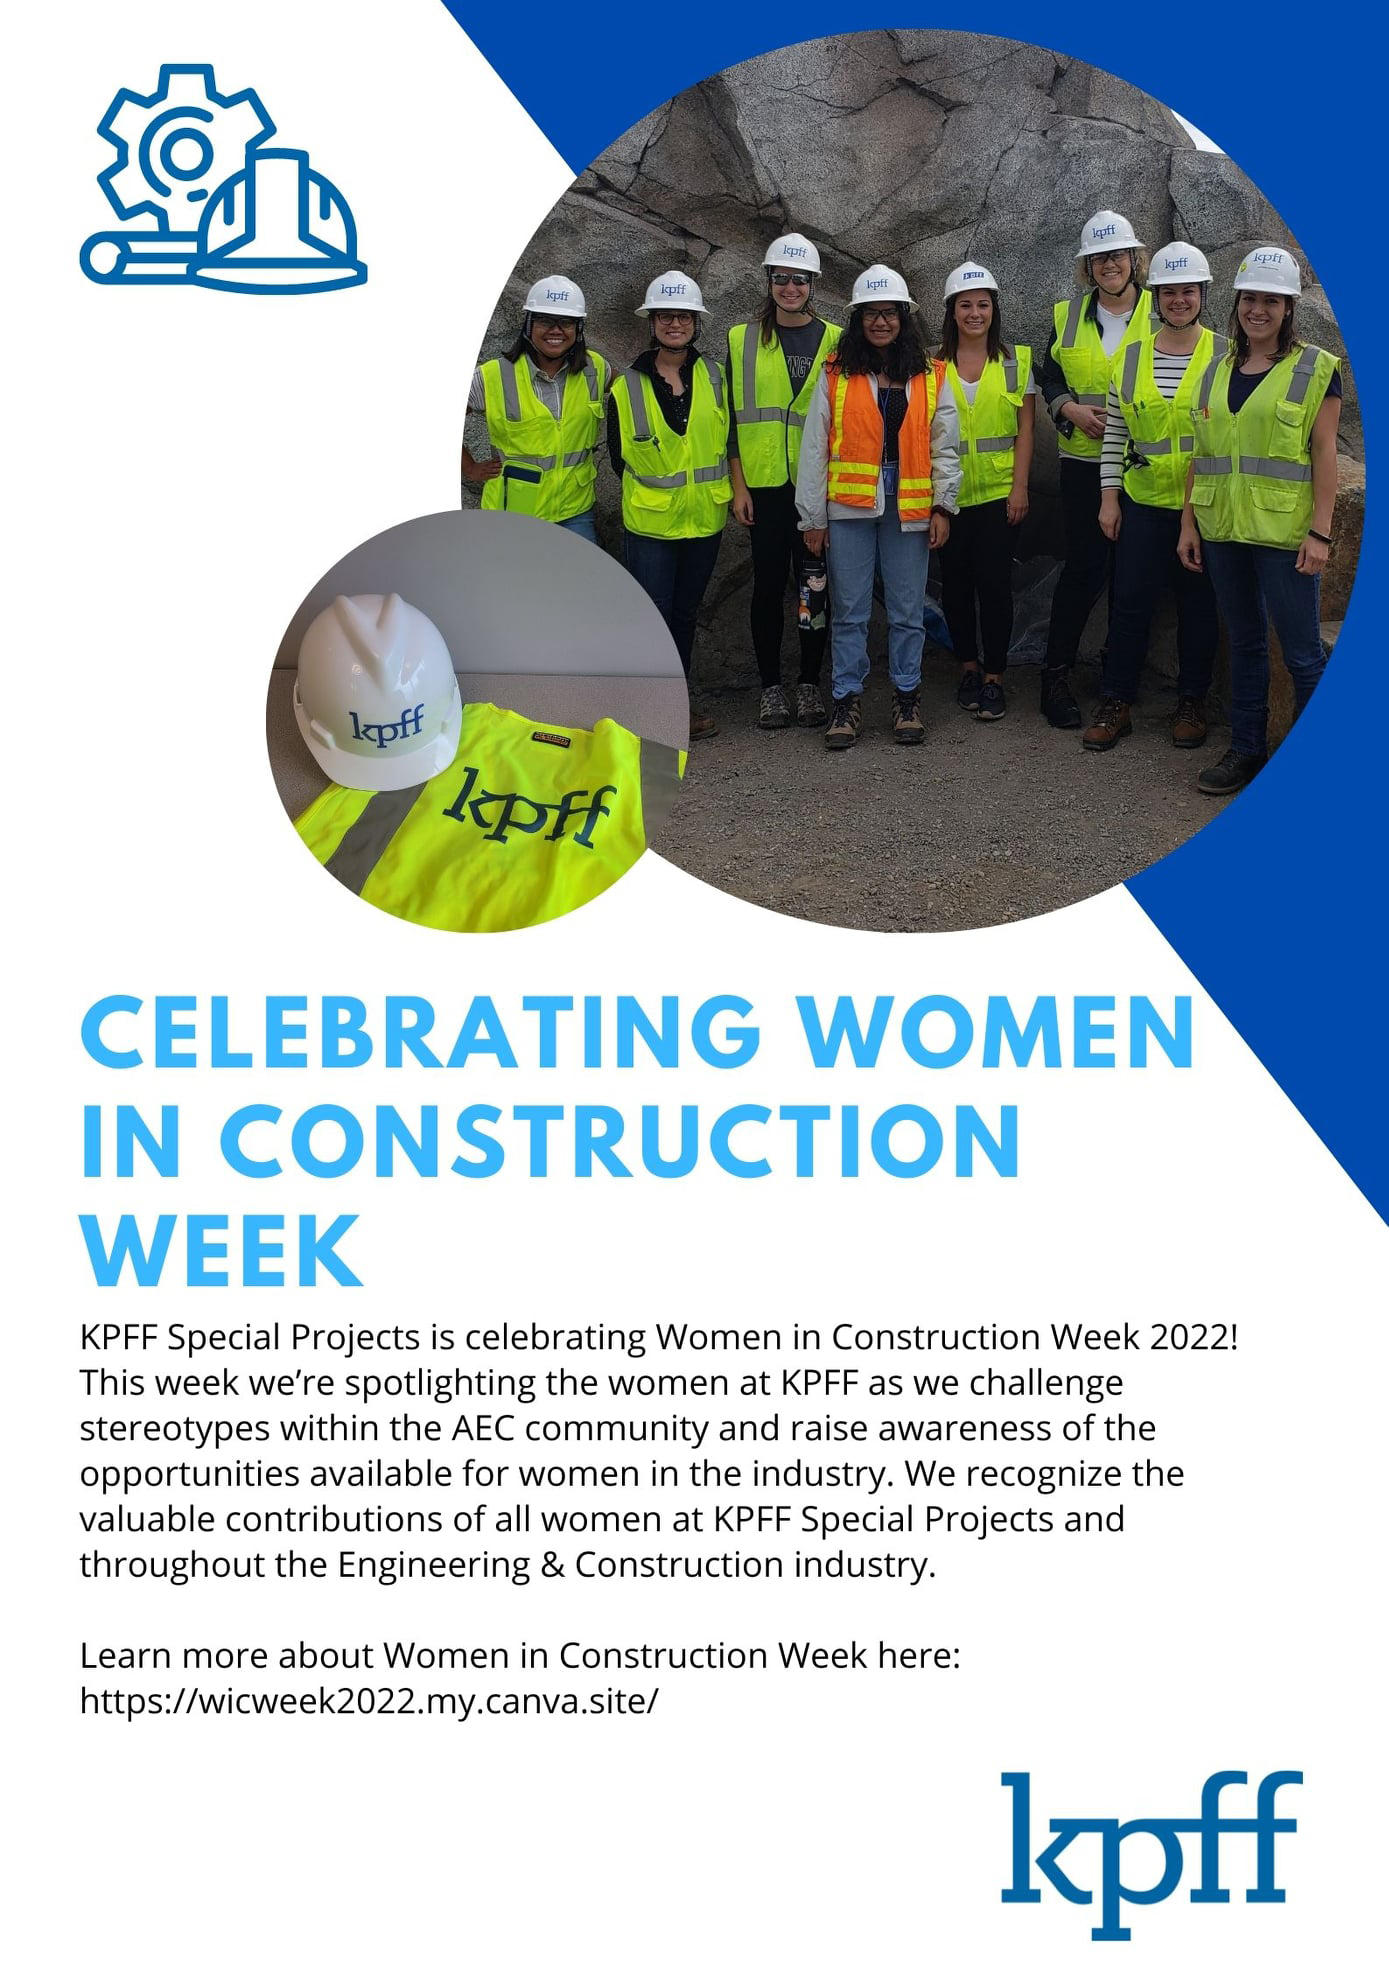 kpff
kpff
kpff
kpff
kpff
kpff
kpff
kpff
NGT
kpff
kpff
CELEBRATING WOMEN
IN CONSTRUCTION
WEEK
KPFF Special Projects is celebrating Women in Construction Week 2022!
This week we’re spotlighting the women at KPFF as we challenge
stereotypes within the AEC community and raise awareness of the
opportunities available for women in the industry. We recognize the
valuable contributions of all women at KPFF Special Projects and
throughout the Engineering & Construction industry.
Learn more about Women in Construction Week here:
https://wicweek2022.my.canva.site/
kpff